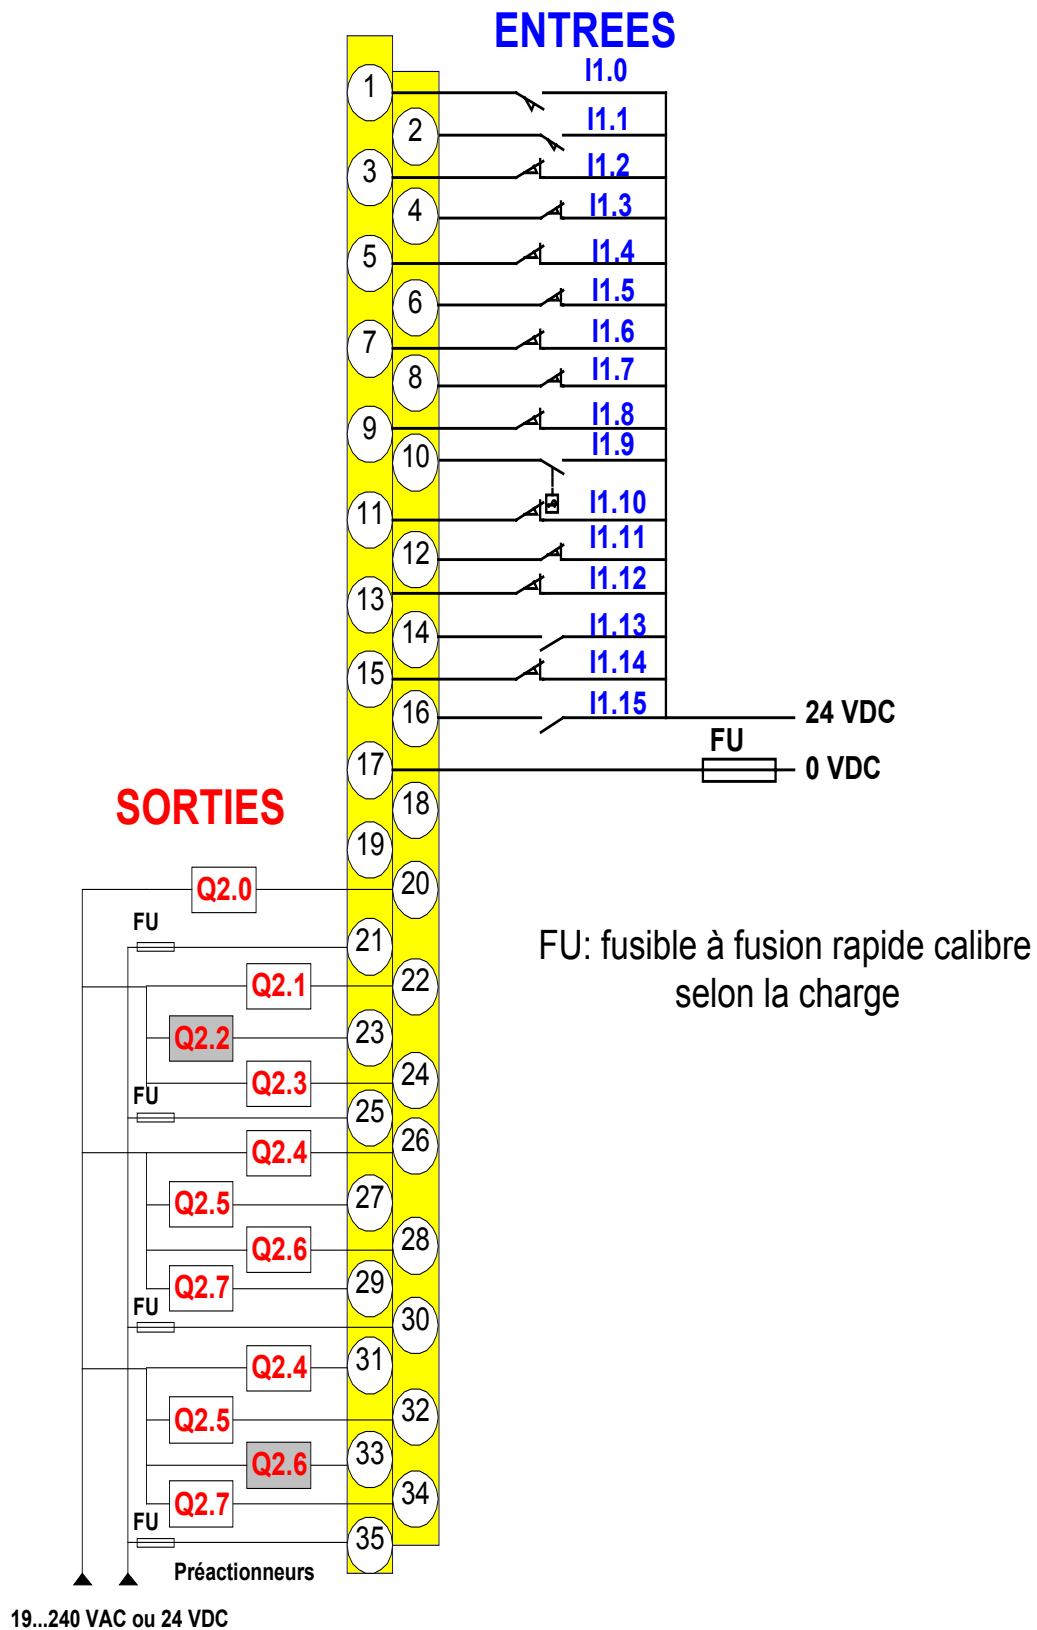 ENTREES
1
I1.0
2
I1.1
3
I1.2
4
I1.3
5
I1.4
6
I1.5
7
I1.6
8
I1.7
9
I1.8
10
I1.9
11
I1.10
12
I1.11
13
I1.12
14
I1.13
15
I1.14
16
I1.15
24 VDC
FU
17
0 VDC
SORTIES
18
19
Q2.0
20
FU
21
FU: fusible à fusion rapide calibre
selon la charge
Q2.1
22
Q2.2
23
Q2.3
24
FU
25
Q2.4
26
Q2.5
27
Q2.6
28
Q2.7
29
FU
30
Q2.4
31
Q2.5
32
Q2.6
33
Q2.7
34
FU
35
Préactionneurs
19...240 VAC ou 24 VDC